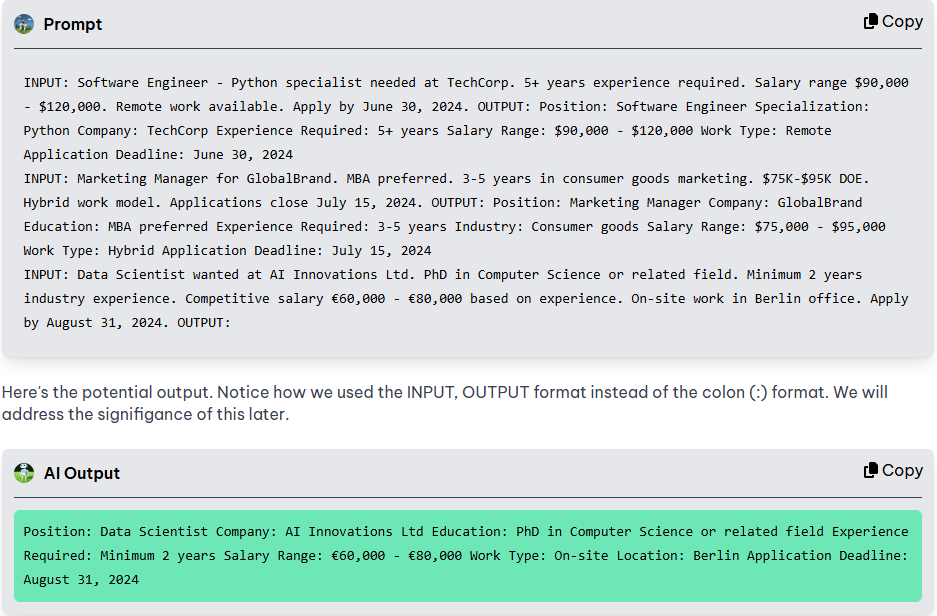 Prompt
Copy
INPUT: Software Engineer - Python specialist needed at TechCorp. 5+ years experience required. Salary range $90,000
- $120,000. Remote work available. Apply by June 30, 2024. OUTPUT: Position: Software Engineer Specialization:
Python Company: TechCorp Experience Required: 5+ years Salary Range: $90,000 - $120,000 Work Type: Remote
Application Deadline: June 30, 2024
INPUT: Marketing Manager for GlobalBrand. MBA preferred. 3-5 years in consumer goods marketing. $75K-$95K DOE.
Hybrid work model. Applications close July 15, 2024. OUTPUT: Position: Marketing Manager Company: GlobalBrand
Education: MBA preferred Experience Required: 3-5 years Industry: Consumer goods Salary Range: $75,000 - $95,000
Work Type: Hybrid Application Deadline: July 15, 2024
INPUT: Data Scientist wanted at AI Innovations Ltd. PhD in Computer Science or related field. Minimum 2 years
industry experience. Competitive salary €60,000 - €80,000 based on experience. On-site work in Berlin office. Apply
by August 31, 2024. OUTPUT:
Here's the potential output. Notice how we used the INPUT, OUTPUT format instead of the colon (:) format. We will
address the signifigance of this later.
AI Output
Copy
Position: Data Scientist Company: AI Innovations Ltd Education: PhD in Computer Science or related field Experience
Required: Minimum 2 years Salary Range: €60,000 - €80,000 Work Type: On-site Location: Berlin Application Deadline:
August 31, 2024